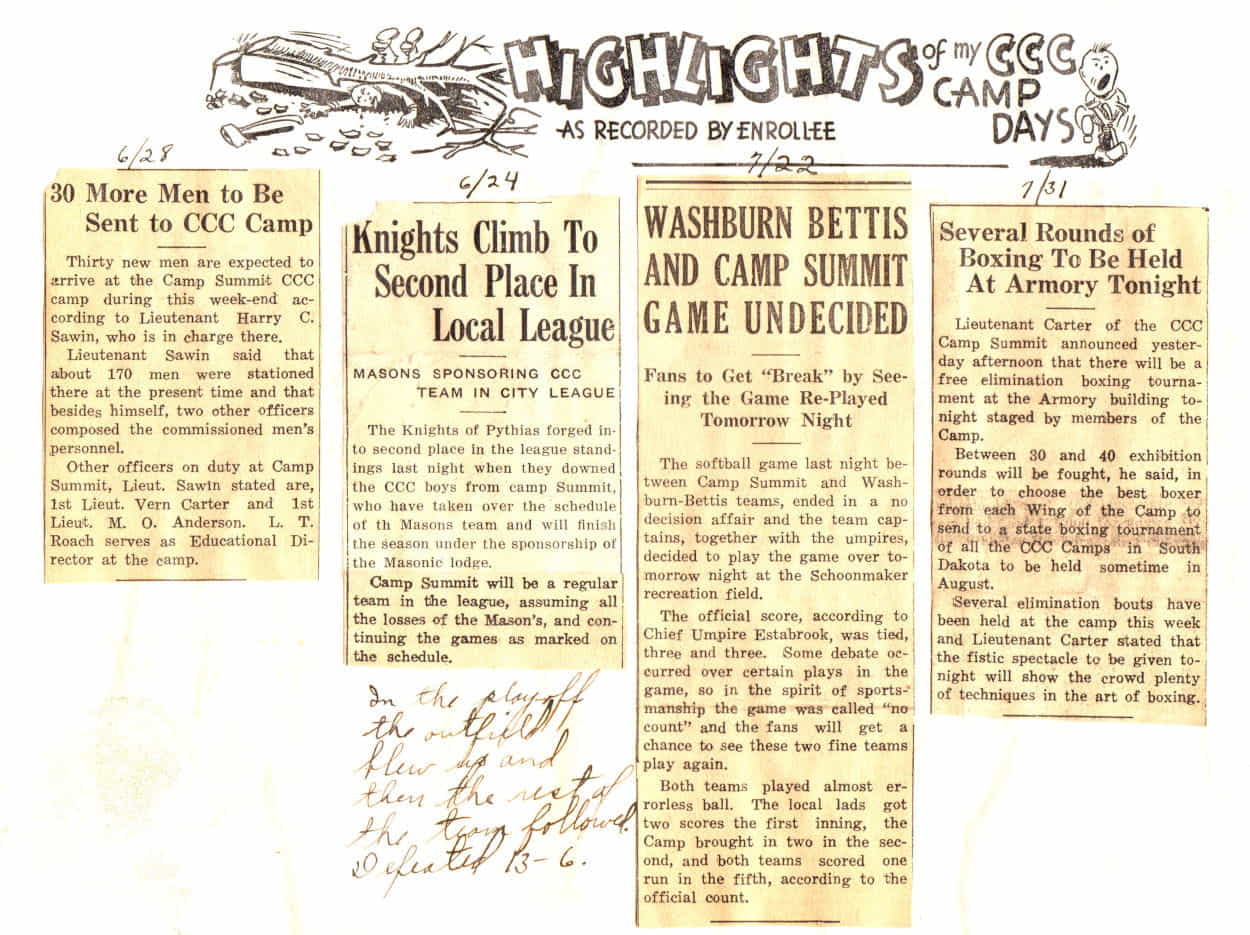 HIGHLIGHTS of my CCC
CAMP
DAYS
AS RECORDED BY ENROLLEE
6/28
30 More Men to Be
Sent to CCC Camp
Thirty new men are expected to
arrive at the Camp Summit CCC
camp during this week-end ac-
cording to Lieutenant Harry C.
Sawin, who is in charge there.
Lieutenant Sawin said that
about 170 men were stationed
there at the present time and that
besides himself, two other officers
composed the commissioned men's
personnel.
Other officers on duty at Camp
Summit, Lieut. Sawin stated are,
1st Lieut. Vern Carter and 1st
Lieut. M. O. Anderson. L. T.
Roach serves as Educational Di-
rector at the camp.
6/24
Knights Climb To
Second Place In
Local League
MASONS SPONSORING CCC
TEAM IN CITY LEAGUE
The Knights of Pythias forged in-
to second place in the league stand-
ings last night when they downed
the CCC boys from camp Summit,
who have taken over the schedule
of th Masons team and will finish
the season under the sponsorship of
the Masonic lodge.
Camp Summit will be a regular
team in the league, assuming all
the losses of the Mason's, and con-
tinuing the games as marked on
the schedule.
In the playoff
the outfield
blew up and
then the rest of
the team followed.
Defeated 13-6.
7/22
WASHBURN BETTIS
AND CAMP SUMMIT
GAME UNDECIDED
Fans to Get "Break" by See-
ing the Game Re-Played
Tomorrow Night
The softball game last night be-
tween Camp Summit and Wash-
burn-Bettis teams, ended in a no
decision affair and the team cap-
tains, together with the umpires,
decided to play the game over to-
morrow night at the Schoonmaker
recreation field.
The official score, according to
Chief Umpire Estabrook, was tied,
three and three. Some debate oc-
curred over certain plays in the
game, so in the spirit of sports-
manship the game was called "no
count" and the fans will get a
chance to see these two fine teams
play again.
Both teams played almost er-
rorless ball. The local lads got
two scores the first inning, the
Camp brought in two in the sec-
ond, and both teams scored one
run in the fifth, according to the
official count.
7/31
Several Rounds of
Boxing To Be Held
At Armory Tonight
Lieutenant Carter of the CCC
Camp Summit announced yester-
day afternoon that there will be a
free elimination boxing tourna-
ment at the Armory building to-
night staged by members of the
Camp.
Between 30 and 40 exhibition
rounds will be fought, he said, in
order to choose the best boxer
from each Wing of the Camp to
send to a state boxing tournament
of all the CCC Camps in South
Dakota to be held sometime in
August.
Several elimination bouts have
been held at the camp this week
and Lieutenant Carter stated that
the fistic spectacle to be given to-
night will show the crowd plenty
of techniques in the art of boxing.